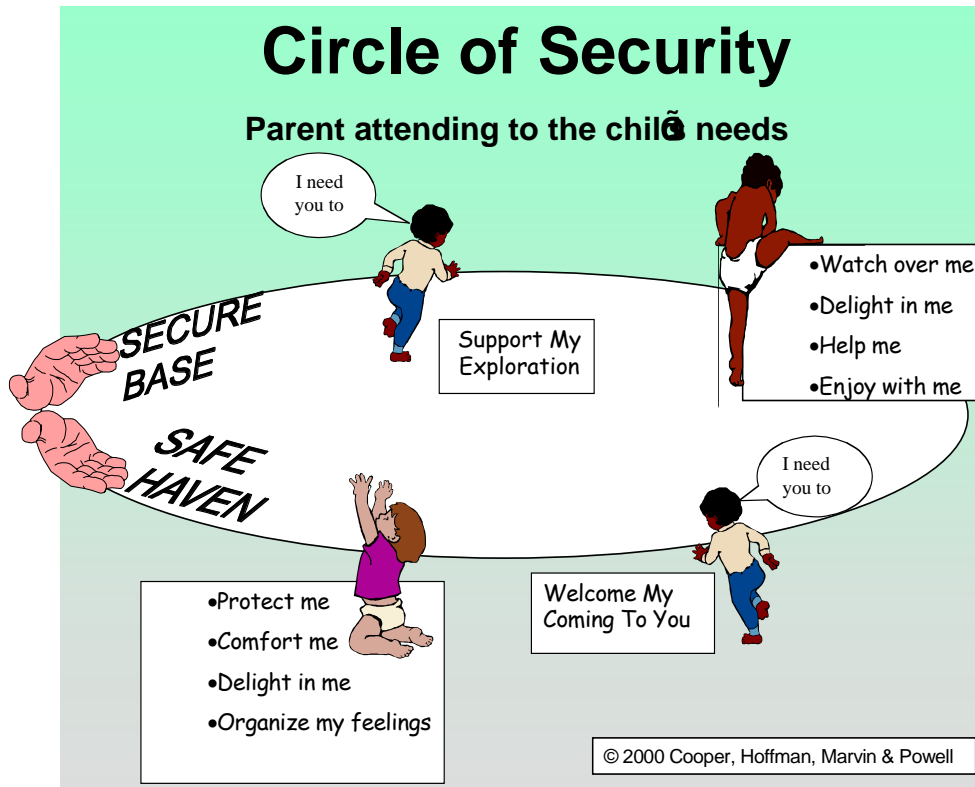 Circle of Security
Parent attending to the child's needs
I need
you to
SECURE
BASE
Support My
Exploration
•Watch over me
•Delight in me
•Help me
•Enjoy with me
SAFE
HAVEN
I need
you to
Welcome My
Coming To You
•Protect me
•Comfort me
•Delight in me
•Organize my feelings
© 2000 Cooper, Hoffman, Marvin & Powell